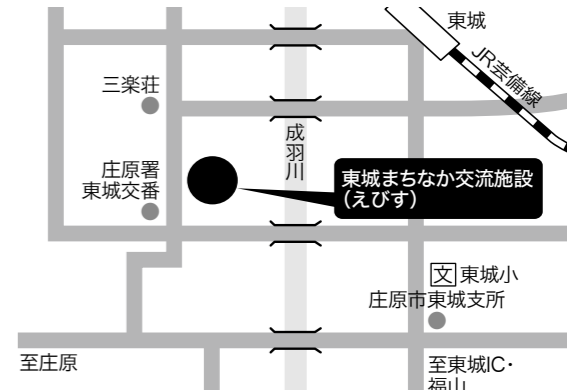 東城
JR芸備線
三楽荘
成羽川
庄原署
東城交番
東城まちなか交流施設
(えびす)
文 東城小
庄原市東城支所
至庄原
至東城IC・
福山